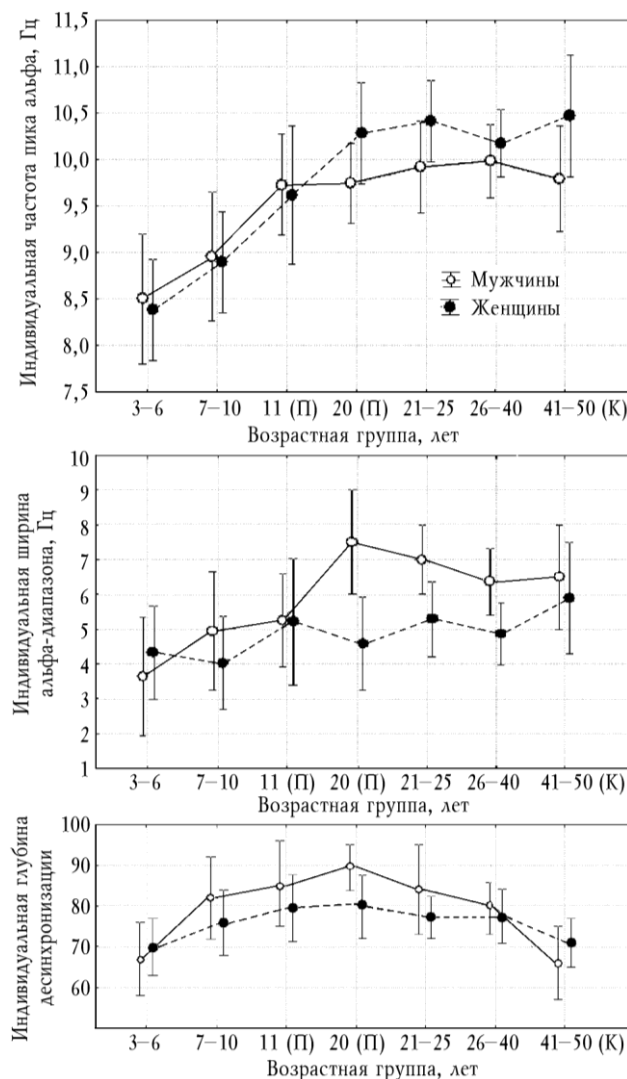 Индивидуальная частота пика альфа, Гц
11,5
11,0
10,5
10,0
9,5
9,0
8,5
8,0
7,5
Мужчины
Женщины
3–6 7–10 11 (П) 20 (П) 21–25 26–40 41–50 (К)
Возрастная группа, лет
Индивидуальная ширина
альфа-диапазона, Гц
10
9
8
7
6
5
4
3
2
1
3–6 7–10 11 (П) 20 (П) 21–25 26–40 41–50 (К)
Возрастная группа, лет
Индивидуальная глубина
десинхронизации
100
90
80
70
60
3–6 7–10 11 (П) 20 (П) 21–25 26–40 41–50 (К)
Возрастная группа, лет